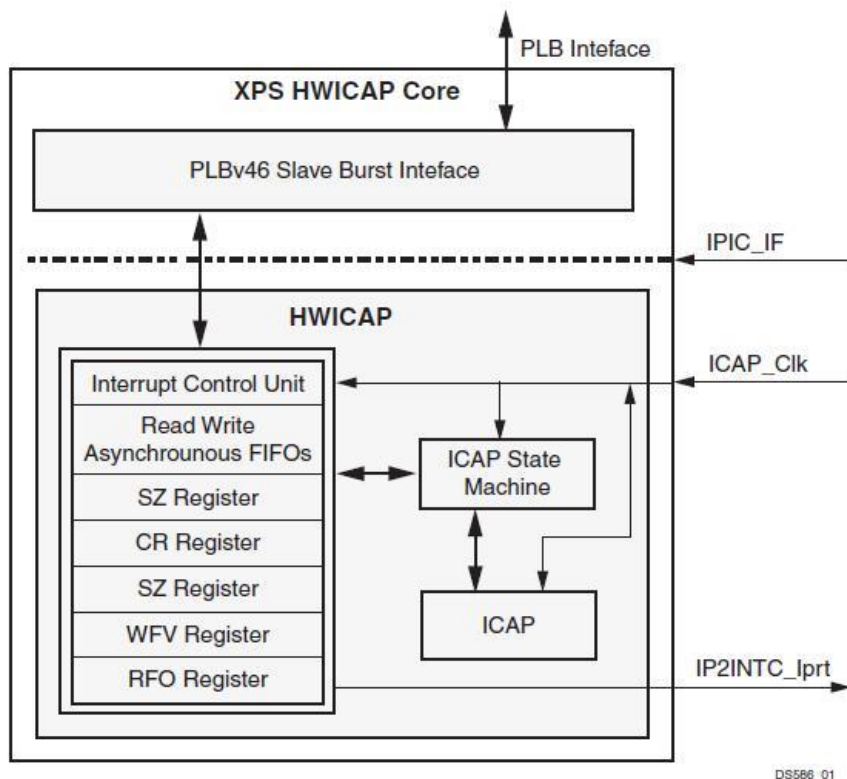 PLB Inteface
XPS HWICAP Core
PLBv46 Slave Burst Inteface
IPIC_IF
HWICAP
ICAP_Clk
Interrupt Control Unit
Read Write
Asynchrounous FIFOs
ICAP State
Machine
SZ Register
CR Register
SZ Register
ICAP
WFV Register
RFO Register
IP2INTC_Iprt
DS586_01